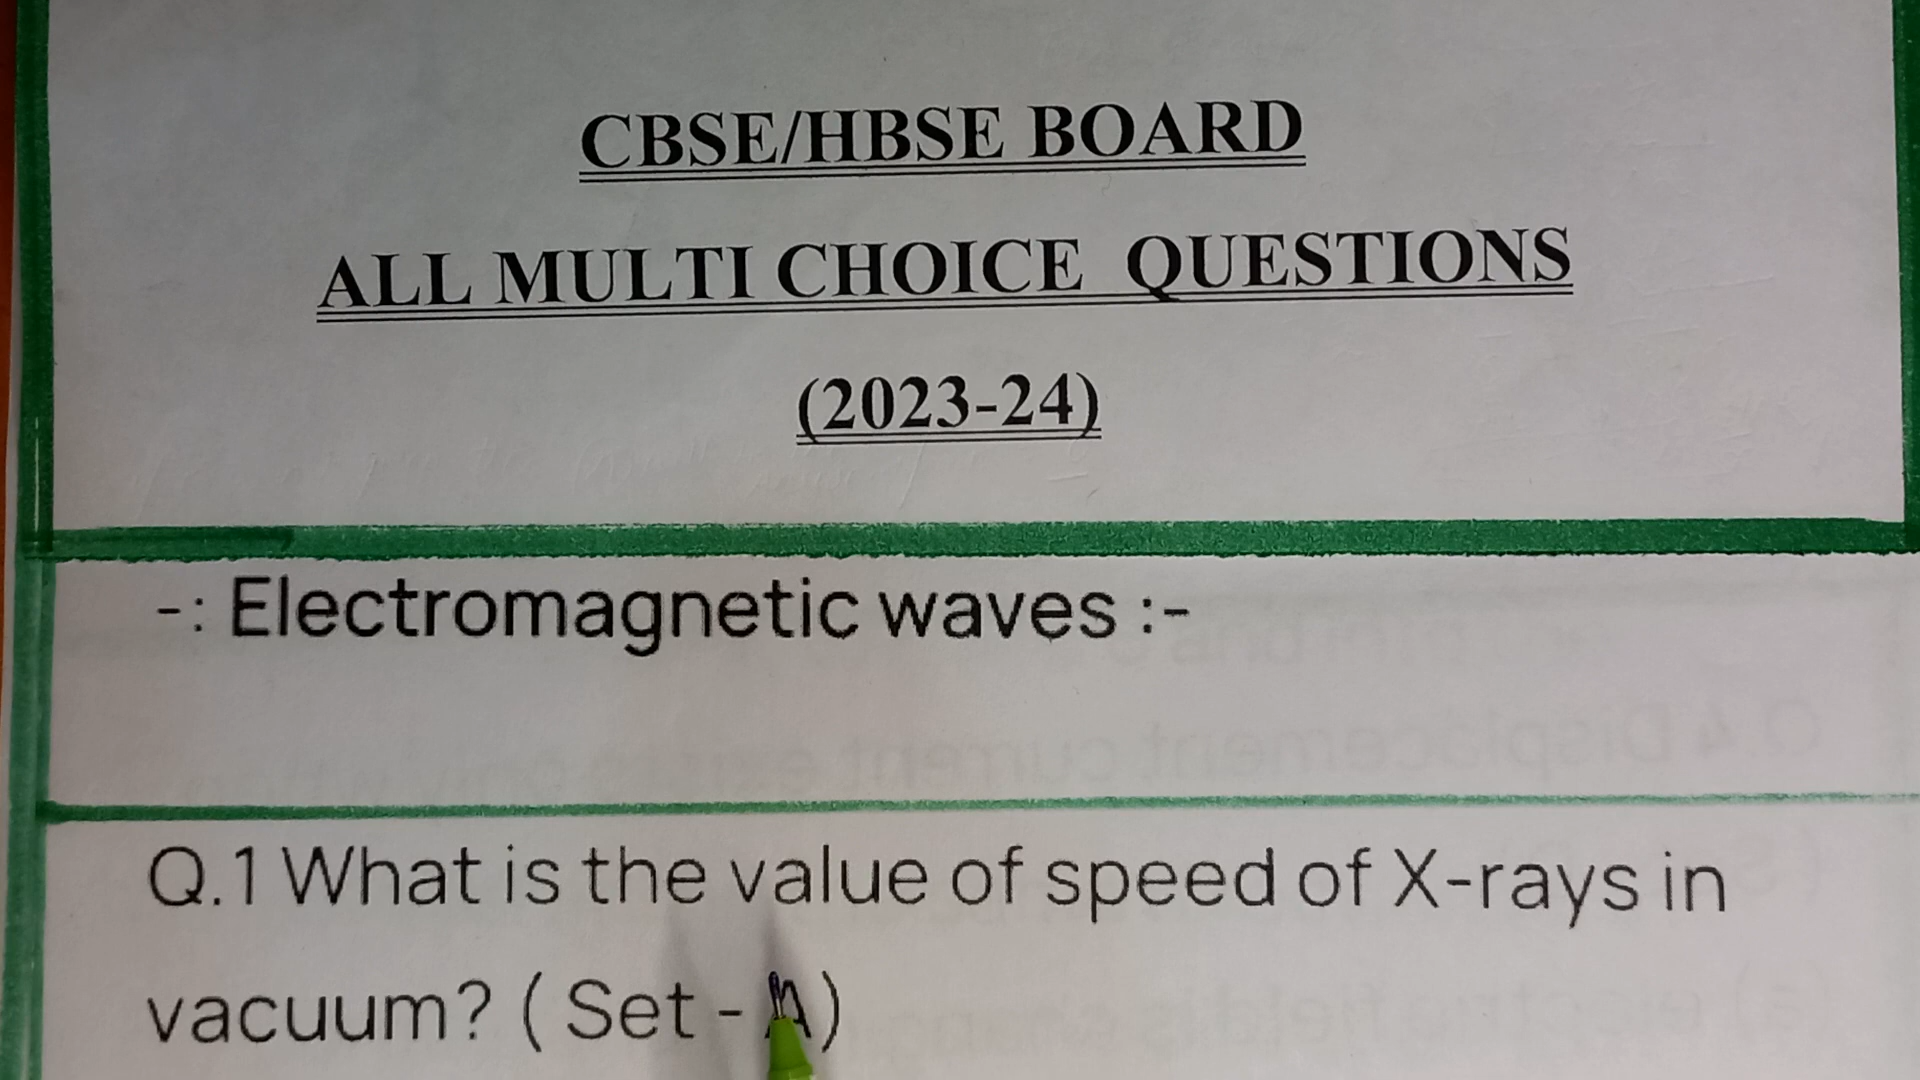 CBSE/HBSE BOARD
ALL MULTI CHOICE QUESTIONS
(2023-24)
-: Electromagnetic waves :-
Q.1 What is the value of speed of X-rays in
vacuum? ( Set - A)